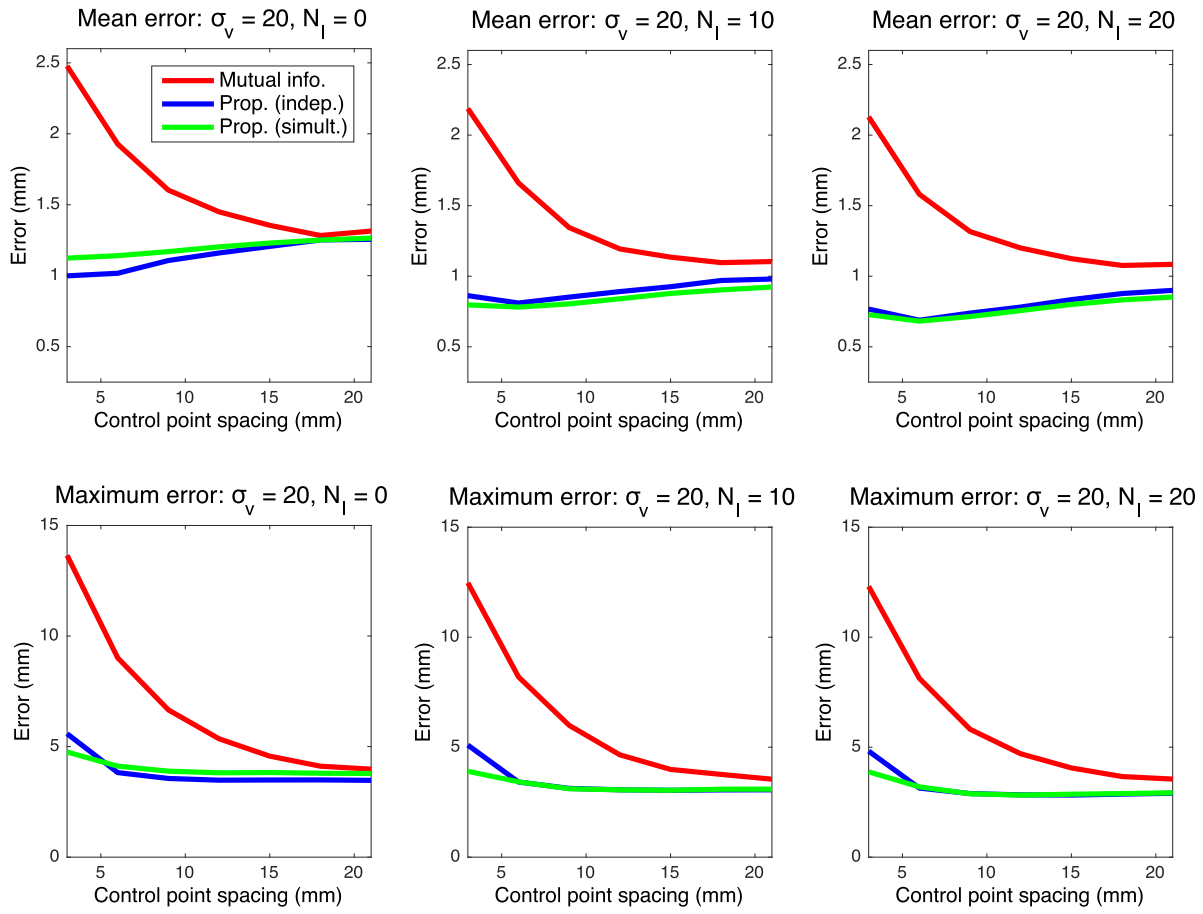 Mean error: σv = 20, Nl = 0
Mean error: σv = 20, Nl = 10
Mean error: σv = 20, Nl = 20
2.5
2
1.5
1
0.5
Error (mm)
Mutual info.
Prop. (indep.)
Prop. (simult.)
5 10 15 20
Control point spacing (mm)
2.5
2
1.5
1
0.5
Error (mm)
5 10 15 20
Control point spacing (mm)
2.5
2
1.5
1
0.5
Error (mm)
5 10 15 20
Control point spacing (mm)
Maximum error: σv = 20, Nl = 0
Maximum error: σv = 20, Nl = 10
Maximum error: σv = 20, Nl = 20
15
10
5
0
Error (mm)
5 10 15 20
Control point spacing (mm)
15
10
5
0
Error (mm)
5 10 15 20
Control point spacing (mm)
15
10
5
0
Error (mm)
5 10 15 20
Control point spacing (mm)